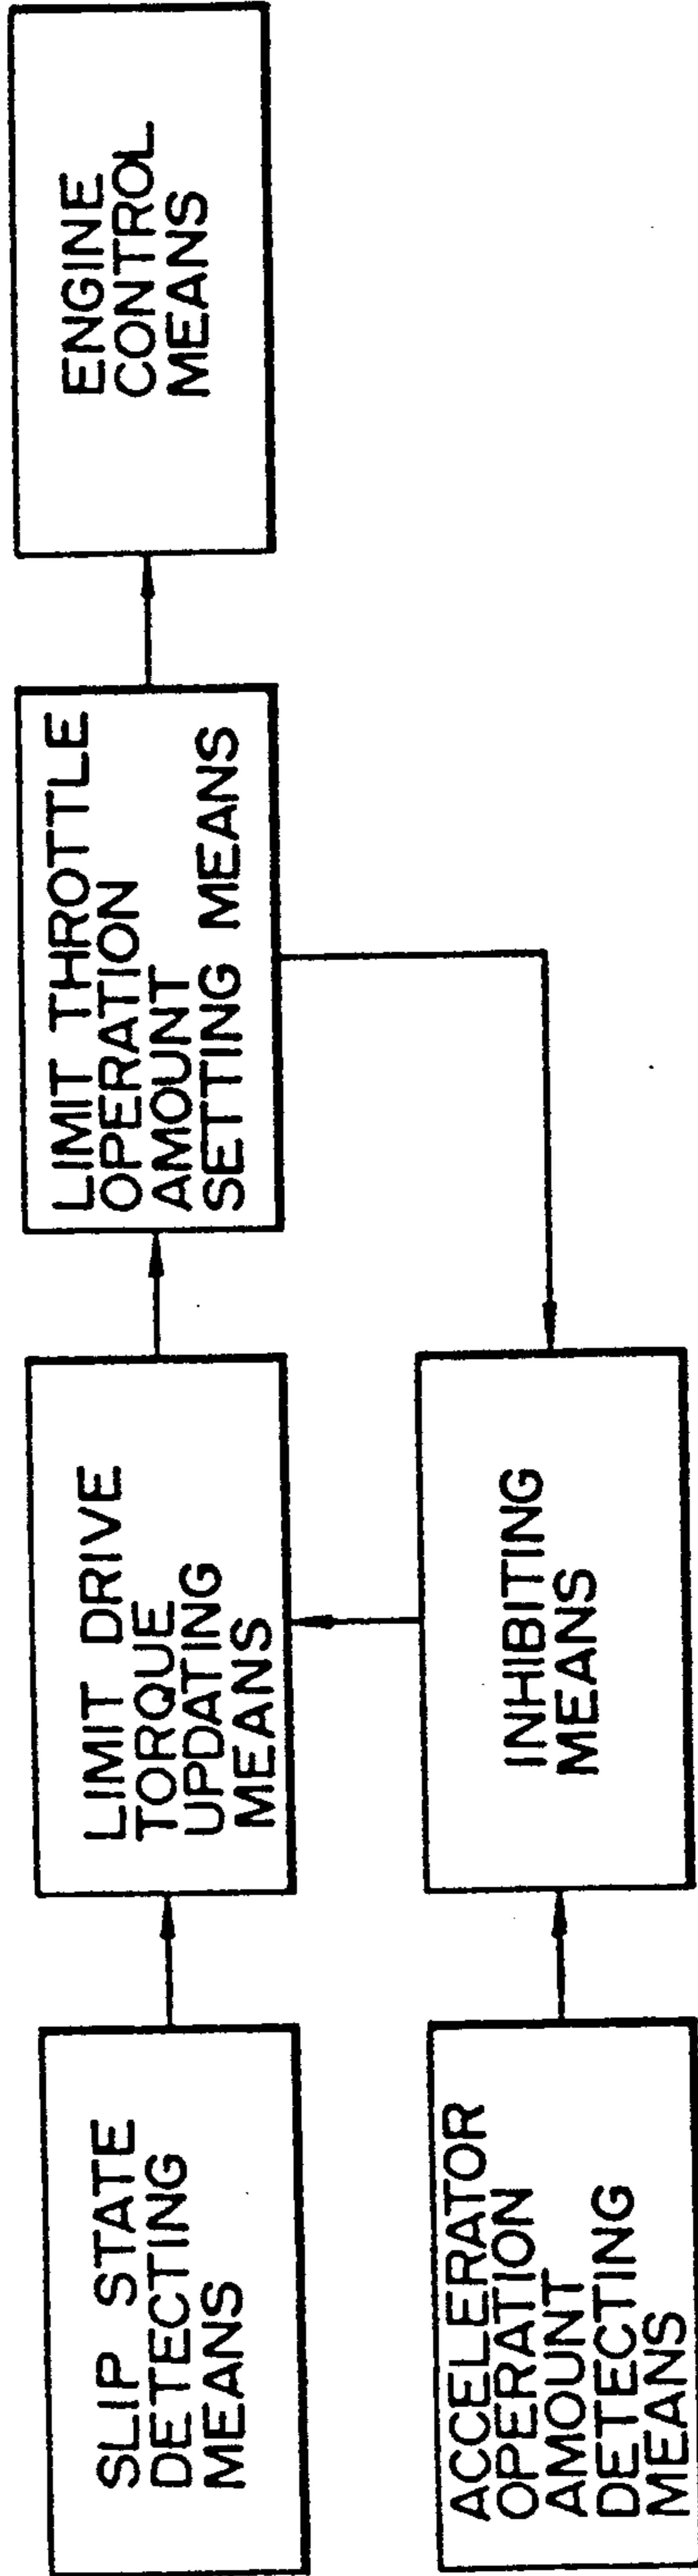 SLIP STATE
DETECTING
MEANS
LIMIT DRIVE
TORQUE
UPDATING
MEANS
LIMIT THROTTLE
OPERATION
AMOUNT
SETTING MEANS
ENGINE
CONTROL
MEANS
ACCELERATOR
OPERATION
AMOUNT
DETECTING
MEANS
INHIBITING
MEANS